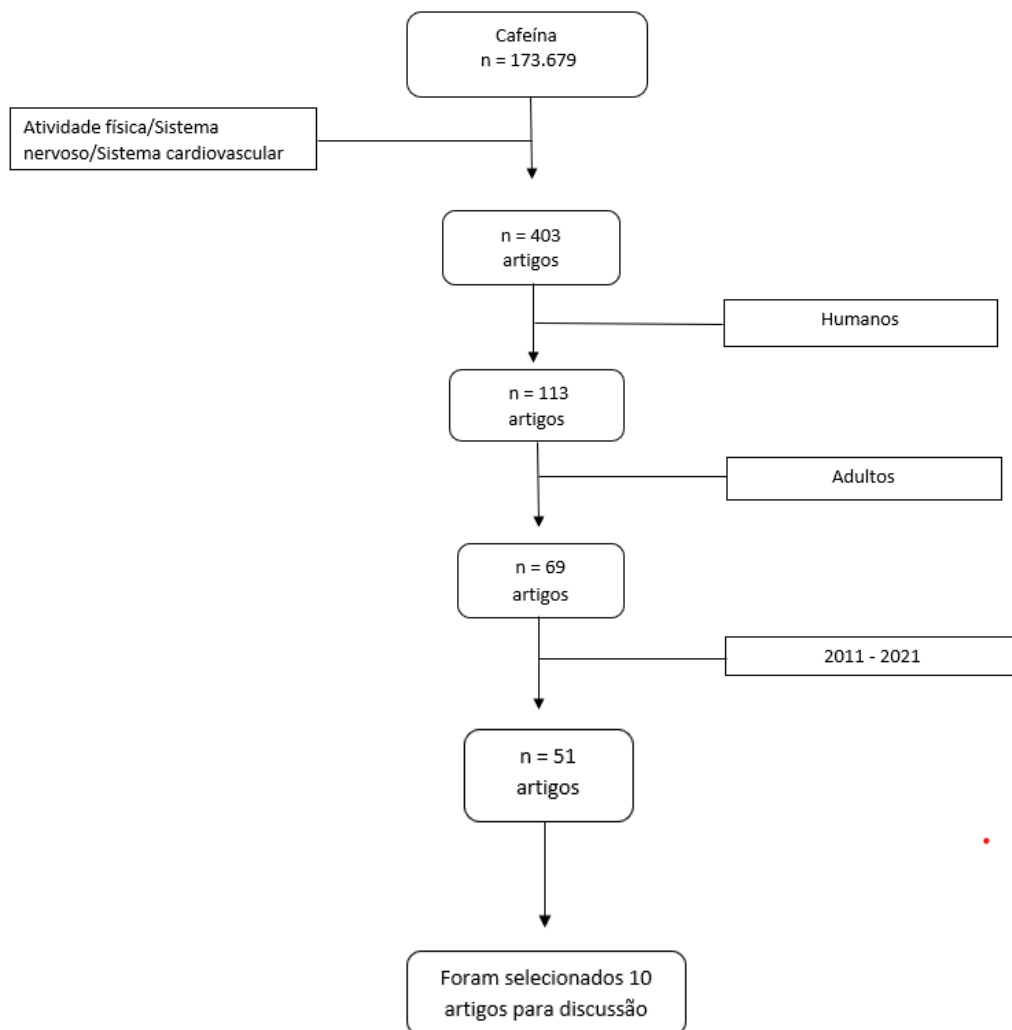 Cafeína
n = 173.679
Atividade física/Sistema
nervoso/Sistema cardiovascular
n = 403
artigos
Humanos
n = 113
artigos
Adultos
n = 69
artigos
2011 - 2021
n = 51
artigos
Foram selecionados 10
artigos para discussão